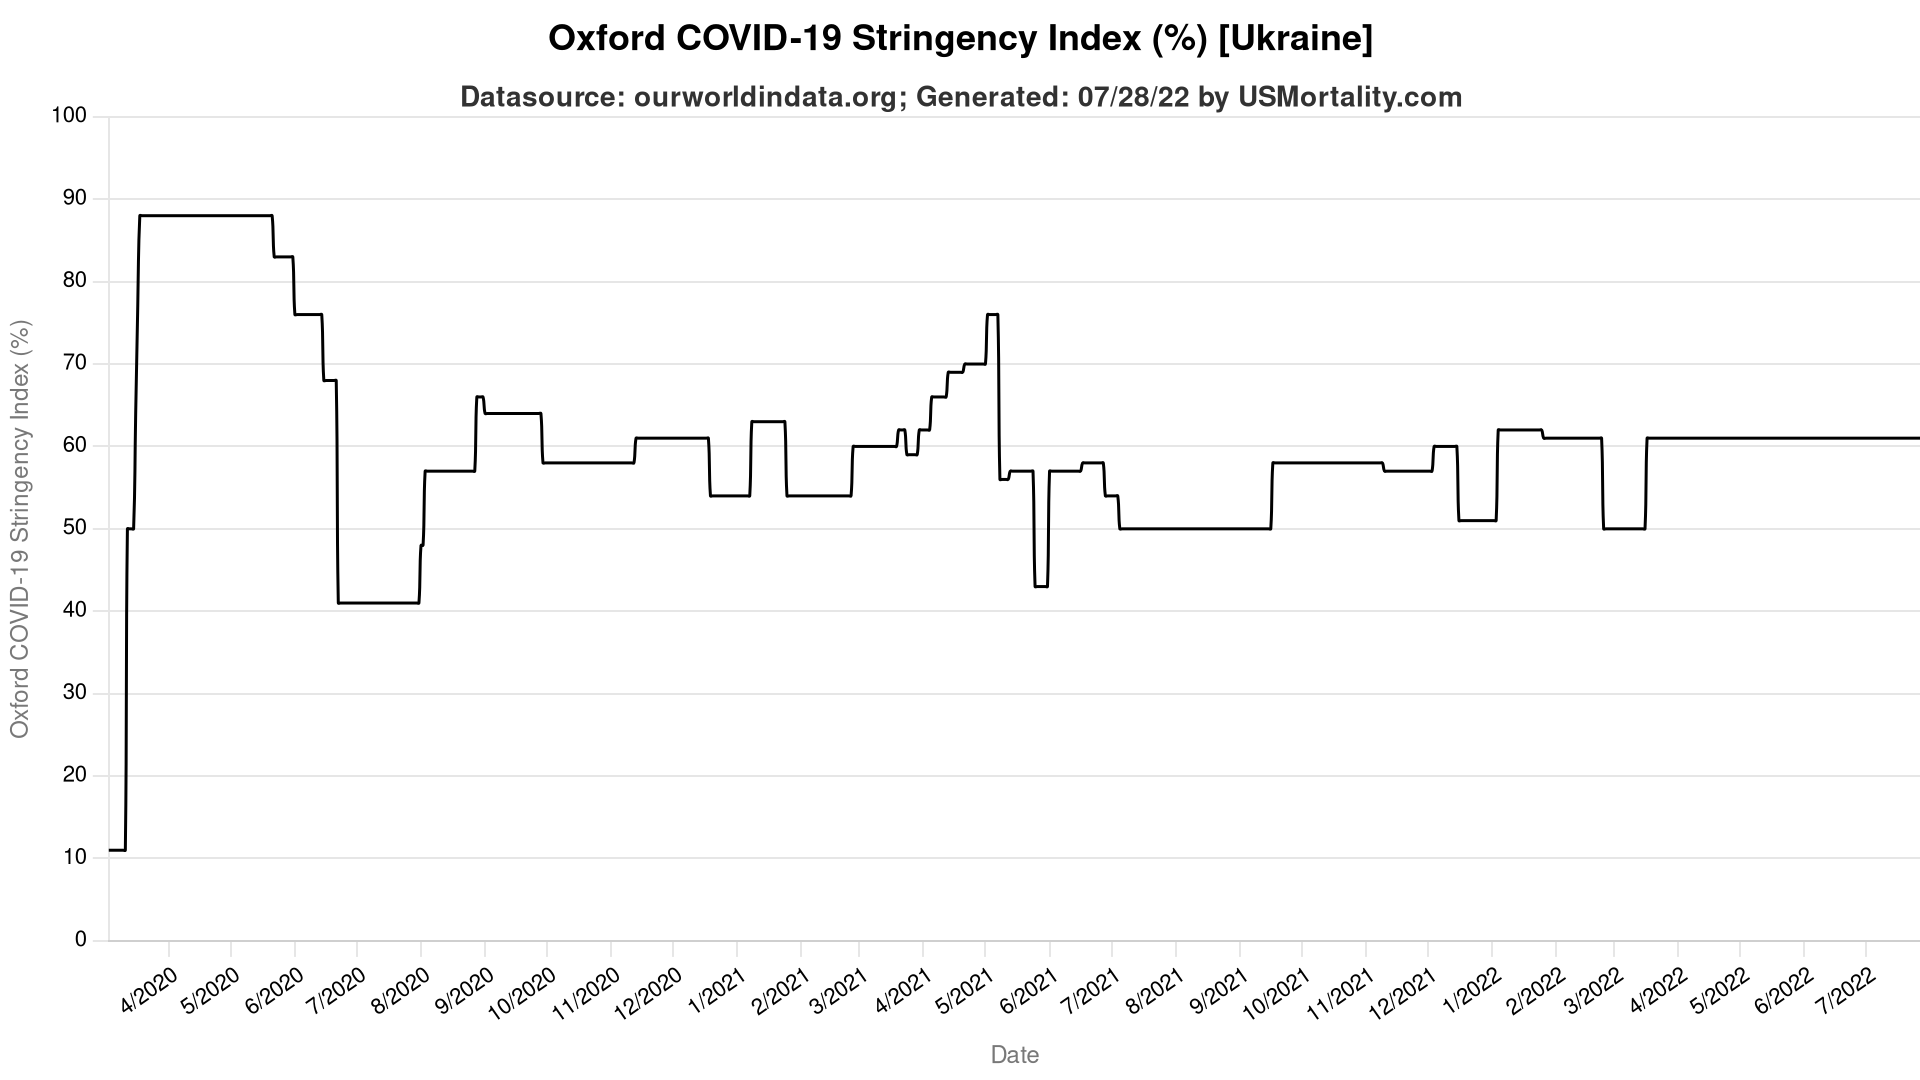 Oxford COVID-19 Stringency Index (%) [Ukraine]
Datasource: ourworldindata.org; Generated: 07/28/22 by USMortality.com
Oxford COVID-19 Stringency Index (%)
100
90
80
70
60
50
40
30
20
10
0
4/2020 5/2020 6/2020 7/2020 8/2020 9/2020 10/2020 11/2020 12/2020 1/2021 2/2021 3/2021 4/2021 5/2021 6/2021 7/2021 8/2021 9/2021 10/2021 11/2021 12/2021 1/2022 2/2022 3/2022 4/2022 5/2022 6/2022 7/2022
Date